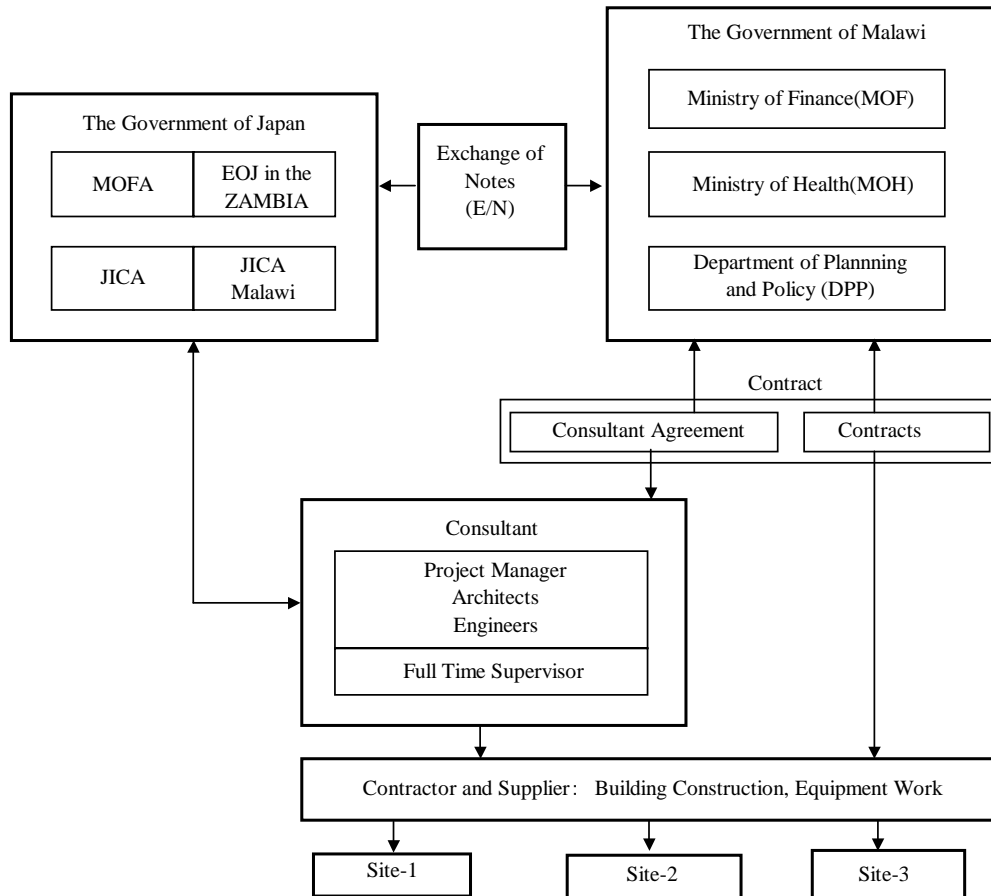 The Government of Malawi
Ministry of Finance(MOF)
Ministry of Health(MOH)
Department of Plannning
and Policy (DPP)
The Government of Japan
MOFA
EOJ in the
ZAMBIA
JICA
JICA
Malawi
Exchange of
Notes
(E/N)
Contract
Consultant Agreement
Contracts
Consultant
Project Manager
Architects
Engineers
Full Time Supervisor
Contractor and Supplier： Building Construction, Equipment Work
Site-1
Site-2
Site-3